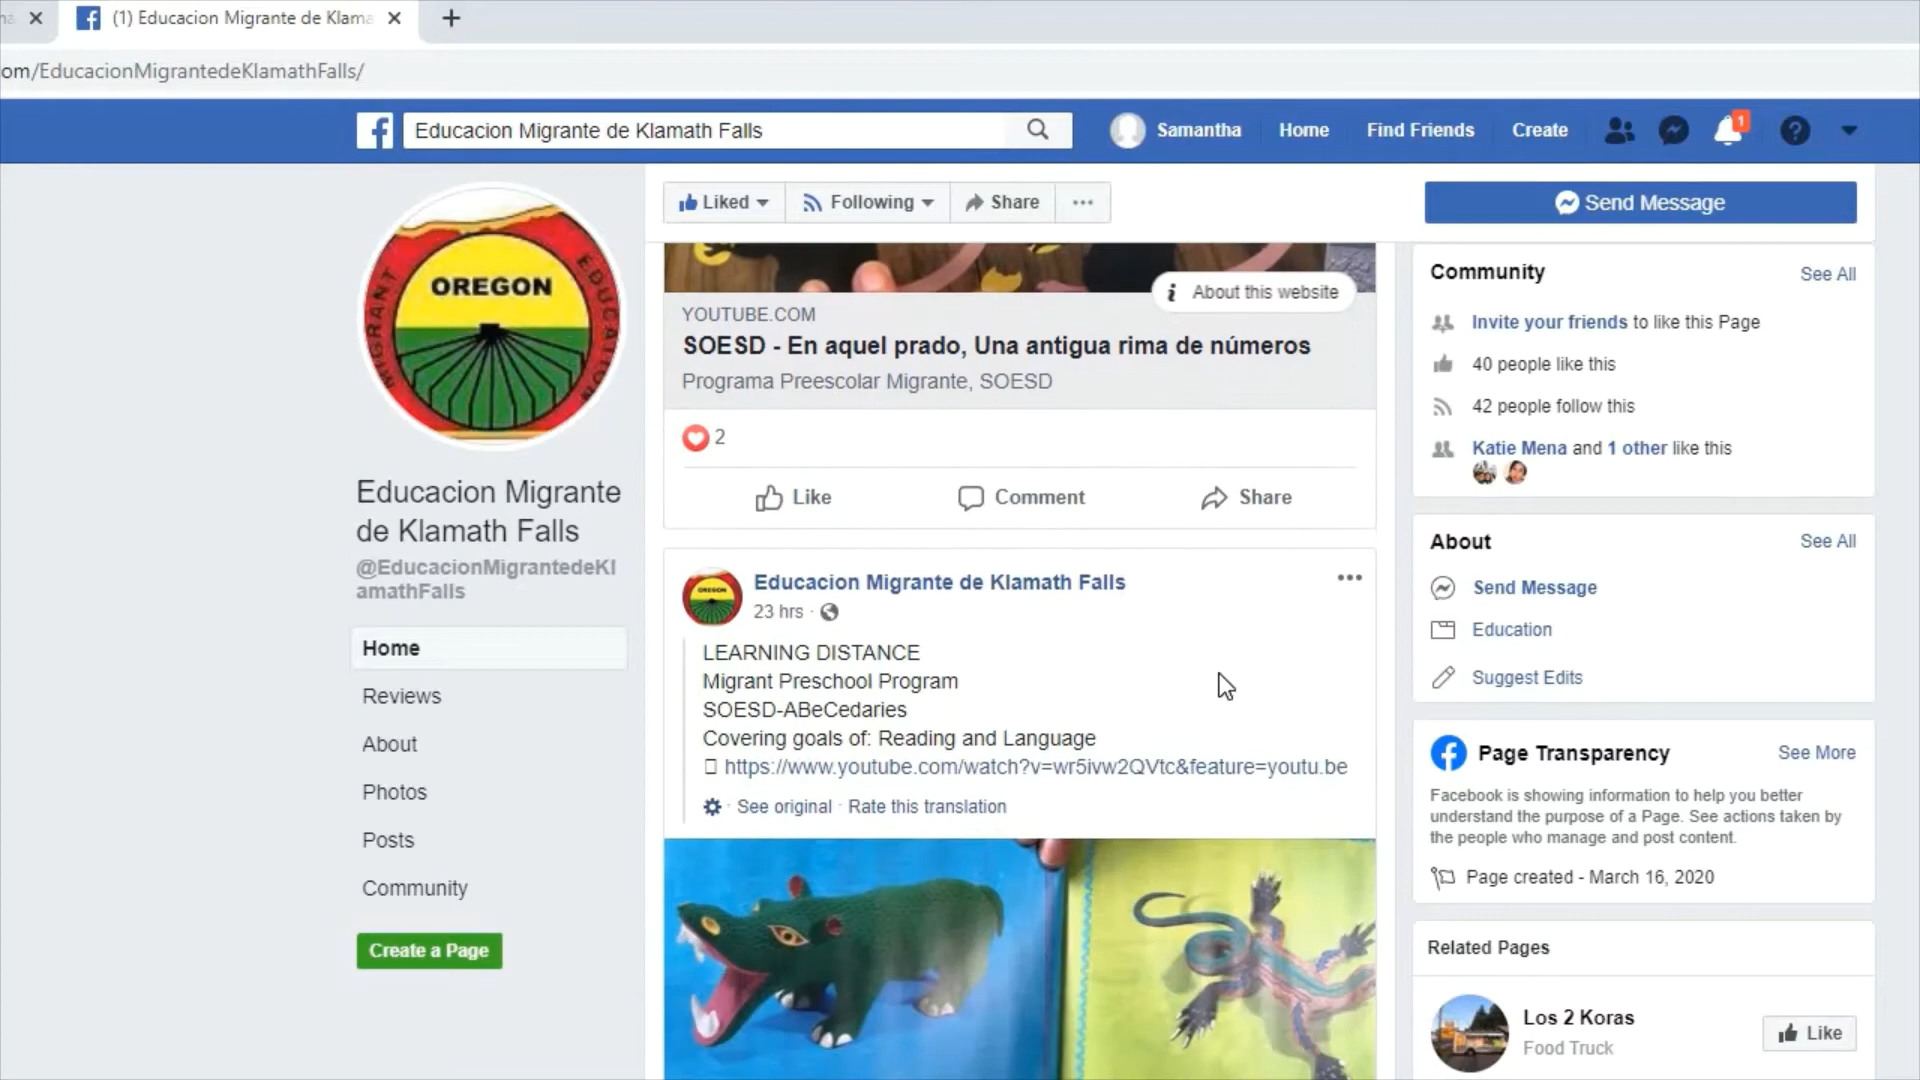 (1) Educacion Migrante de Klama
om/EducacionMigrantedeKlamathFalls/
Educacion Migrante de Klamath Falls
Samantha
Home
Find Friends
Create
1
Liked
Following
Share
Send Message
OREGON
MIGRANT
EDUCATION
Educacion Migrante
de Klamath Falls
@EducacionMigrantedeKl
amathFalls
Home
Reviews
About
Photos
Posts
Community
Create a Page
About this website
YOUTUBE.COM
SOESD - En aquel prado, Una antigua rima de números
Programa Preescolar Migrante, SOESD
2
Like
Comment
Share
OREGON
Educacion Migrante de Klamath Falls
23 hrs ·
LEARNING DISTANCE
Migrant Preschool Program
SOESD-ABeCedaries
Covering goals of: Reading and Language
https://www.youtube.com/watch?v=wr5ivw2QVtc&feature=youtu.be
· See original · Rate this translation
Community
See All
Invite your friends to like this Page
40 people like this
42 people follow this
Katie Mena and 1 other like this
About
See All
Send Message
Education
Suggest Edits
Page Transparency
See More
Facebook is showing information to help you better
understand the purpose of a Page. See actions taken by
the people who manage and post content.
Page created - March 16, 2020
Related Pages
Los 2 Koras
Food Truck
Like